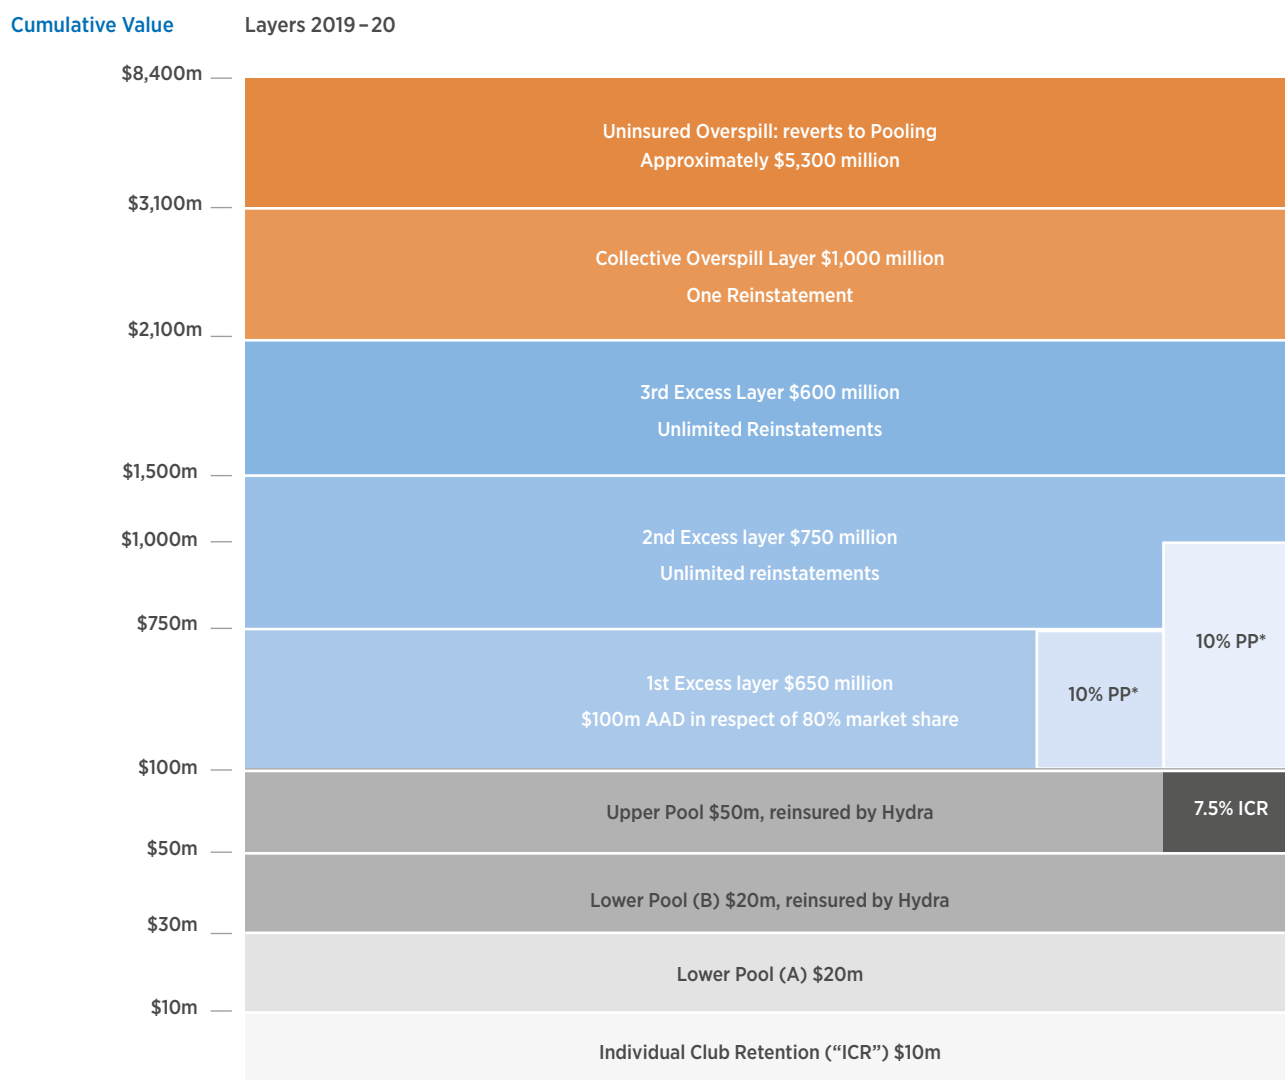 Cumulative Value
Layers 2019–20
$8,400m
Uninsured Overspill: reverts to Pooling
Approximately $5,300 million
$3,100m
Collective Overspill Layer $1,000 million
One Reinstatement
$2,100m
3rd Excess Layer $600 million
Unlimited Reinstatements
$1,500m
$1,000m
2nd Excess layer $750 million
Unlimited reinstatements
$750m
10% PP*
1st Excess layer $650 million
10% PP*
$100m AAD in respect of 80% market share
$100m
Upper Pool $50m, reinsured by Hydra
7.5% ICR
$50m
Lower Pool (B) $20m, reinsured by Hydra
$30m
Lower Pool (A) $20m
$10m
Individual Club Retention (“ICR”) $10m